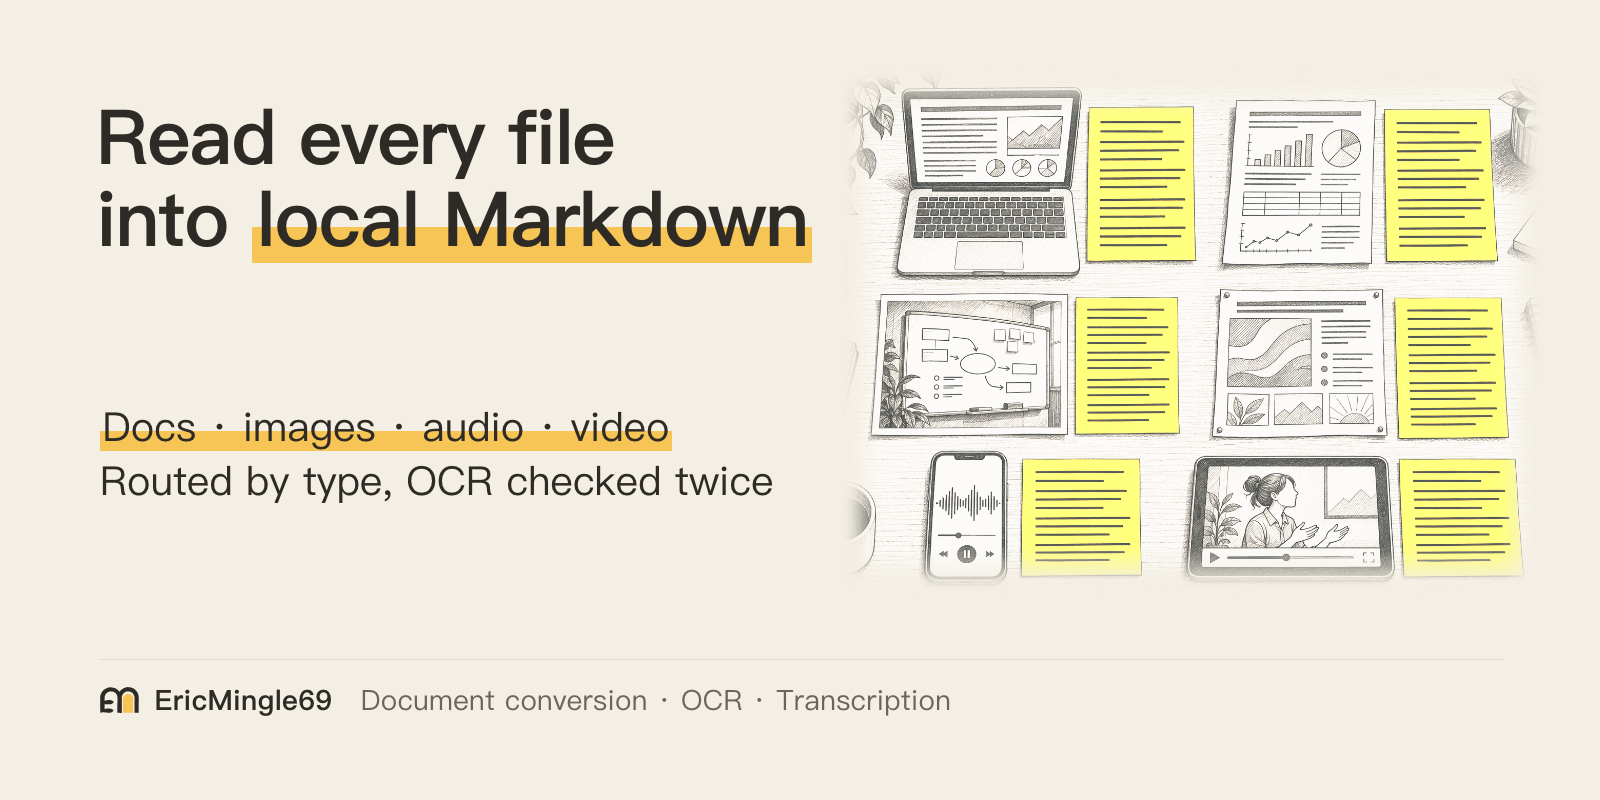 Read every file
into local Markdown
Docs · images · audio · video
Routed by type, OCR checked twice
EricMingle69 Document conversion · OCR · Transcription